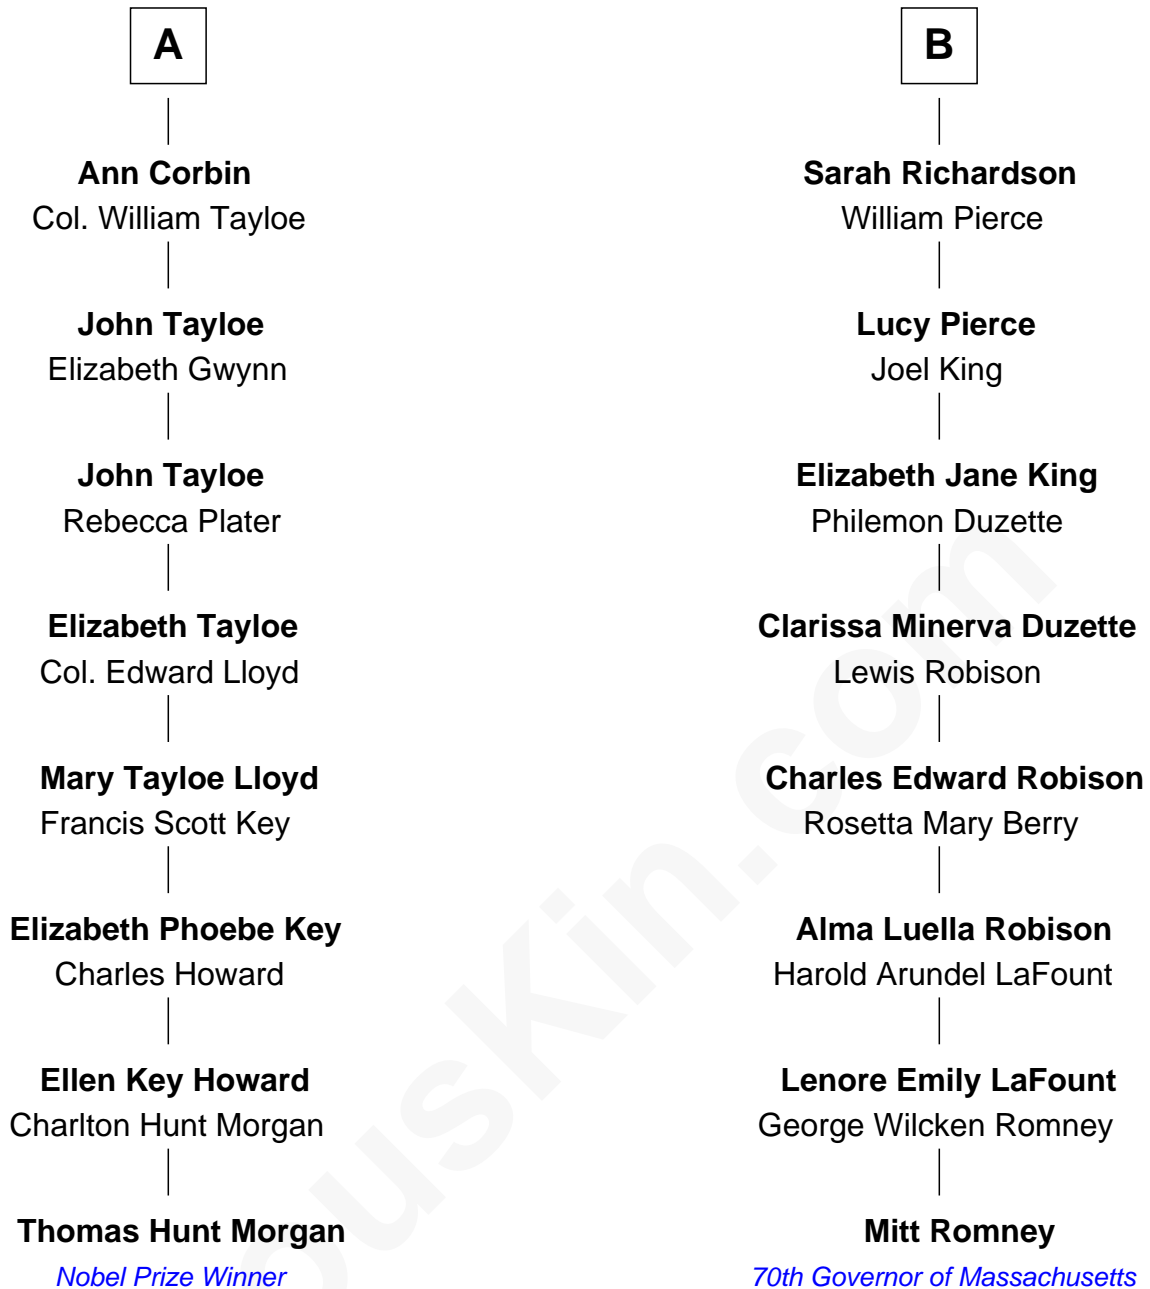 A
Ann Corbin
Col. William Tayloe
John Tayloe
Elizabeth Gwynn
John Tayloe
Rebecca Plater
Elizabeth Tayloe
Col. Edward Lloyd
Mary Tayloe Lloyd
Francis Scott Key
Elizabeth Phoebe Key
Charles Howard
Ellen Key Howard
Charlton Hunt Morgan
Thomas Hunt Morgan
Nobel Prize Winner
B
Sarah Richardson
William Pierce
Lucy Pierce
Joel King
Elizabeth Jane King
Philemon Duzette
Clarissa Minerva Duzette
Lewis Robison
Charles Edward Robison
Rosetta Mary Berry
Alma Luella Robison
Harold Arundel LaFount
Lenore Emily LaFount
George Wilcken Romney
Mitt Romney
70th Governor of Massachusetts
ousKin.com